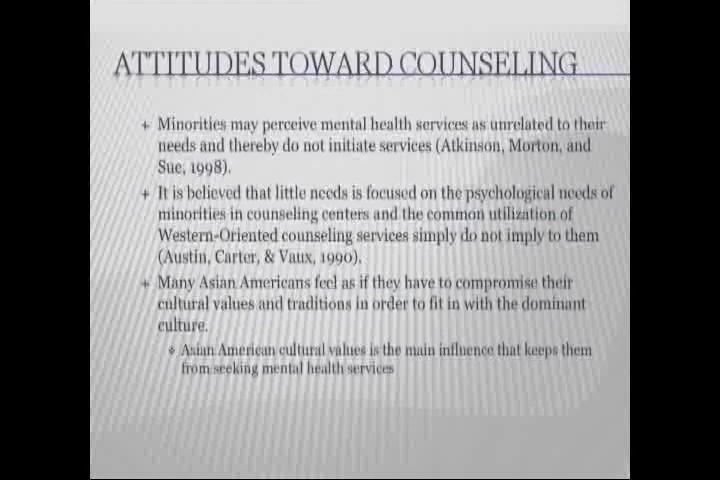 ATTITUDES TOWARD COUNSELING
+ Minorities may perceive mental health services as unrelated to their
needs and thereby do not initiate services (Atkinson, Morton, and
Sue, 1998).
+ It is believed that little needs is focused on the psychological needs of
minorities in counseling centers and the common utilization of
Western-Oriented counseling services simply do not imply to them
(Austin, Carter, & Vaux, 1990).
+ Many Asian Americans feel as if they have to compromise their
cultural values and traditions in order to fit in with the dominant
culture.
❖ Asian American cultural values is the main influence that keeps them
from seeking mental health services